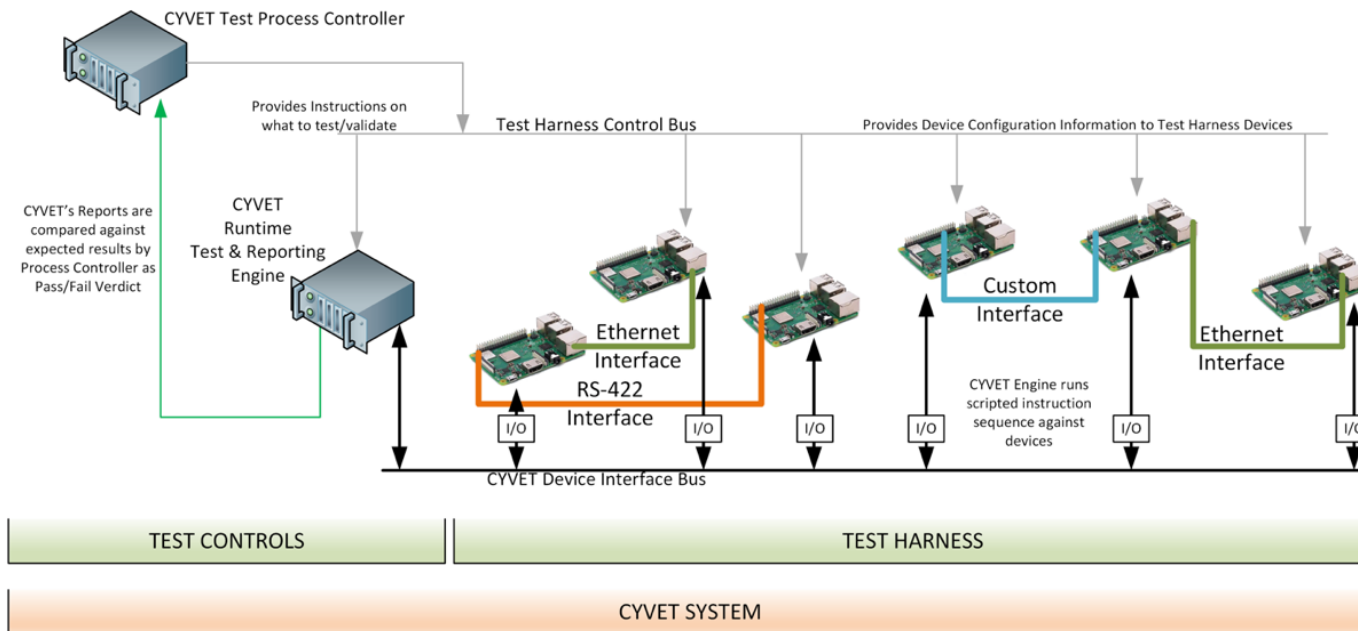 CYVET Test Process Controller
Provides Instructions on
what to test/validate
Test Harness Control Bus
Provides Device Configuration Information to Test Harness Devices
CYVET’s Reports are
compared against
expected results by
Process Controller as
Pass/Fail Verdict
CYVET
Runtime
Test & Reporting
Engine
Ethernet
Interface
RS-422
Interface
Custom
Interface
Ethernet
Interface
CYVET Engine runs
scripted instruction
sequence against
devices
I/O
I/O
I/O
I/O
I/O
I/O
CYVET Device Interface Bus
TEST CONTROLS
TEST HARNESS
CYVET SYSTEM